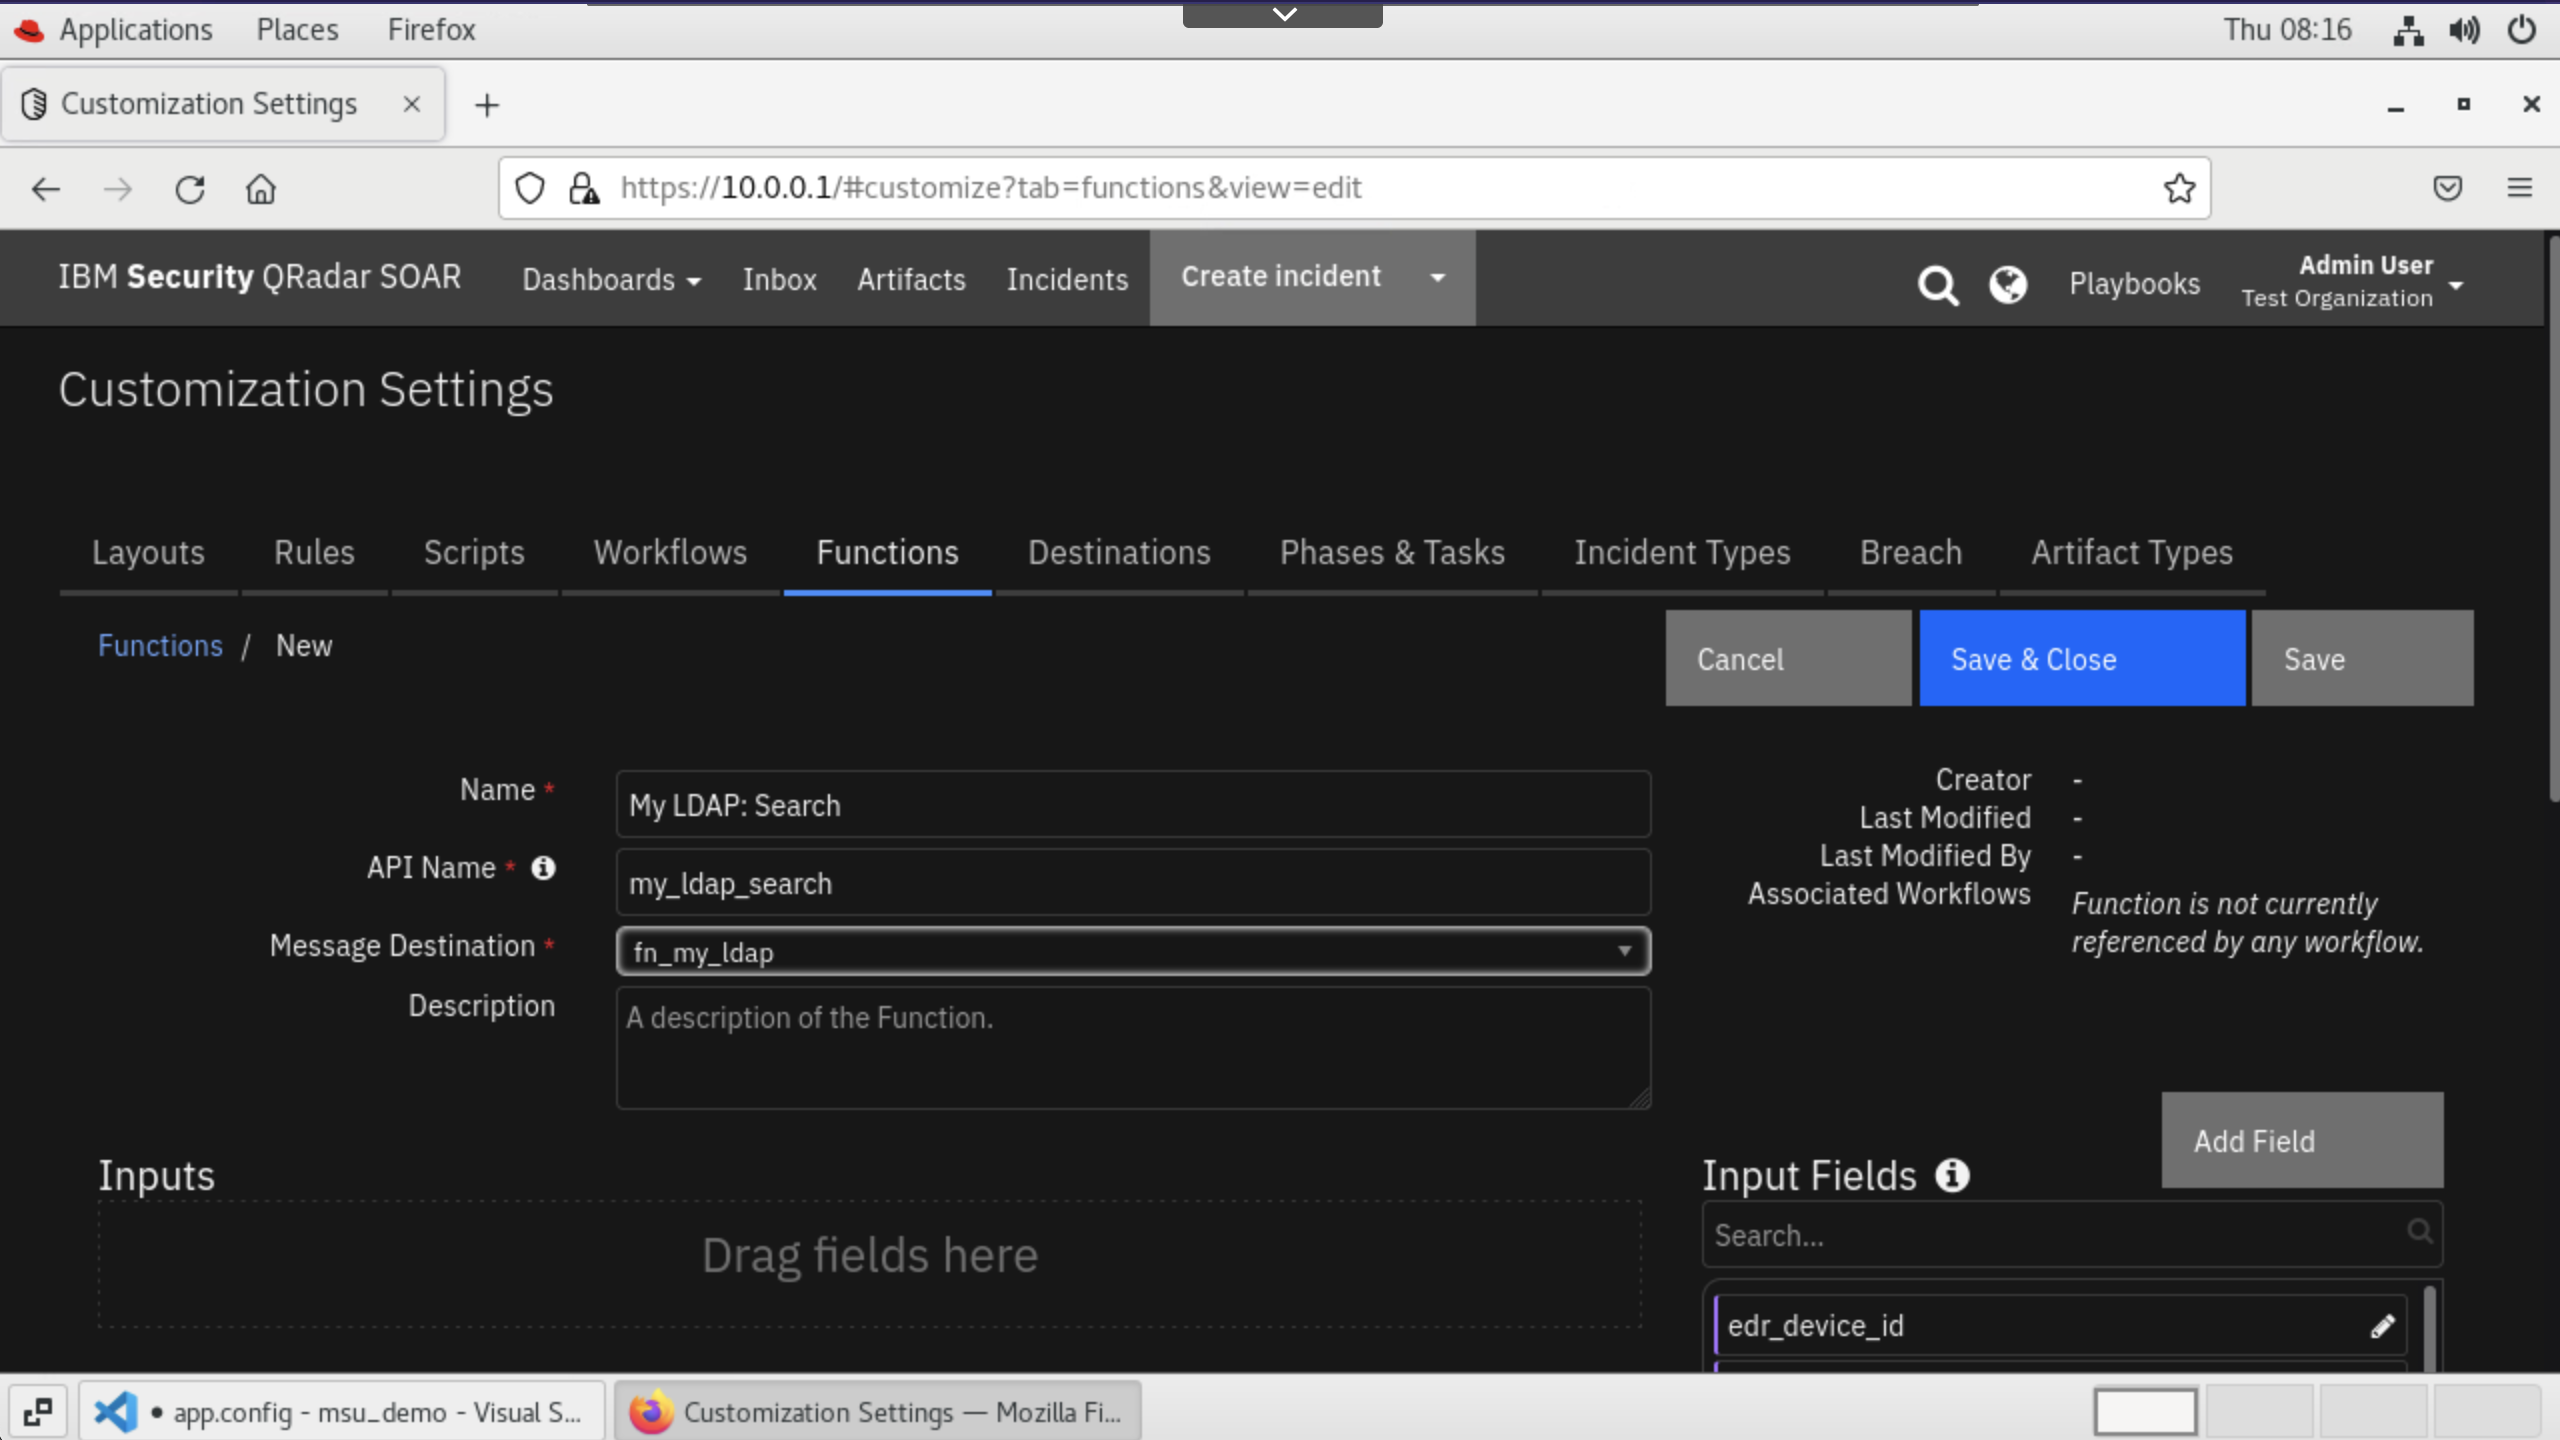 Applications Places Firefox Thu 08:16
Customization Settings
https://10.0.0.1/#customize?tab=functions&view=edit
IBM Security QRadar SOAR Dashboards Inbox Artifacts Incidents Create incident Playbooks Admin User
Test Organization
Customization Settings
Layouts Rules Scripts Workflows Functions Destinations Phases & Tasks Incident Types Breach Artifact Types
Functions / New
Cancel Save & Close Save
Name * My LDAP: Search
API Name * my_ldap_search
Message Destination * fn_my_ldap
Description A description of the Function.
Creator -
Last Modified -
Last Modified By -
Associated Workflows Function is not currently
referenced by any workflow.
Add Field
Inputs
Drag fields here
Input Fields
Search...
edr_device_id
• app.config - msu_demo - Visual S... Customization Settings — Mozilla Fi...